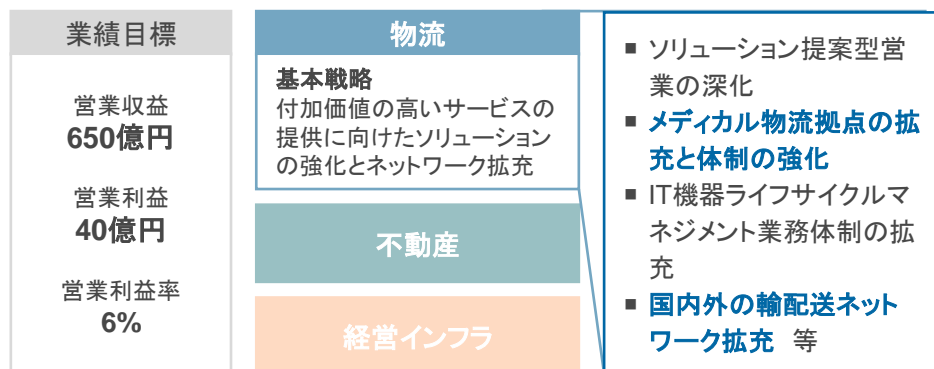 業績目標
営業収益
650億円
営業利益
40億円
営業利益率
6%
物流
基本戦略
付加価値の高いサービスの
提供に向けたソリューション
の強化とネットワーク拡充
不動産
経営インフラ
▪ ソリューション提案型営
業の深化
▪ メディカル物流拠点の拡
充と体制の強化
▪ IT機器ライフサイクルマ
ネジメント業務体制の拡
充
▪ 国内外の輸配送ネット
ワーク拡充 等